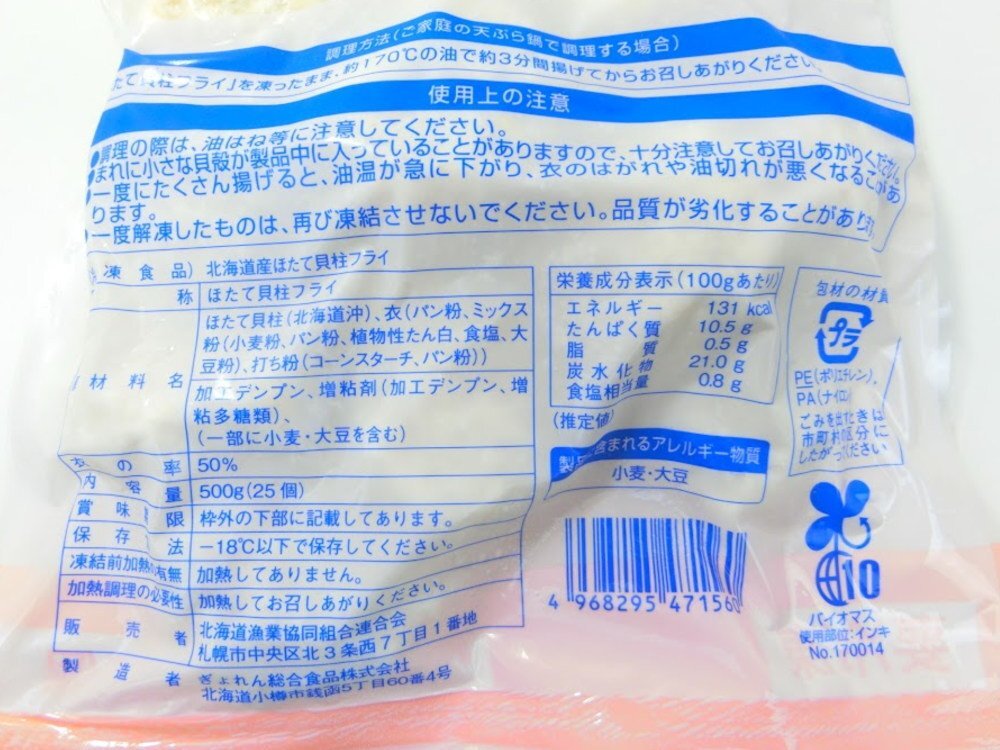 調理方法(ご家庭の天ぷら鍋で調理する場合)
たて貝柱フライ」を凍ったまま、約170℃の油で約3分間揚げてからお召しあがりください
使用上の注意
●調理の際は、油はね等に注意してください。
●まれに小さな貝殻が製品中に入っていることがありますので、十分注意してお召しあがりください。
●一度にたくさん揚げると、油温が急に下がり、衣のはがれや油切れが悪くなることがあ
ります。
●一度解凍したものは、再び凍結させないでください。品質が劣化することがあります
凍食品) 北海道産ほたて貝柱フライ
称 ほたて貝柱フライ
材料名 ほたて貝柱(北海道沖)、衣(パン粉、ミックス
粉(小麦粉、パン粉、植物性たん白、食塩、大
豆粉)、打ち粉(コーンスターチ、パン粉))
加工デンプン、増粘剤(加工デンプン、増
粘多糖類)、
(一部に小麦・大豆を含む)
の率 50%
内容量 500g(25個)
賞味期限 枠外の下部に記載してあります。
保存方法 −18℃以下で保存してください。
凍結前加熱の有無 加熱してありません。
加熱調理の必要性 加熱してお召しあがりください。
販売者 北海道漁業協同組合連合会
札幌市中央区北3条西7丁目1番地
製造者 ぎょれん総合食品株式会社
北海道小樽市銭函5丁目60番4号
栄養成分表示(100gあたり)
エネルギー 131 kcal
たんぱく質 10.5 g
脂質 0.5 g
炭水化物 21.0 g
食塩相当量 0.8 g
(推定値)
製品に含まれるアレルギー物質
小麦・大豆
4 968295 471560
包材の材質
プラ
PE(ポリエチレン)、
PA(ナイロン
ごみを出すときは
市町村の区分に
したがってください
10
バイオマス
使用部位:インキ
No.170014